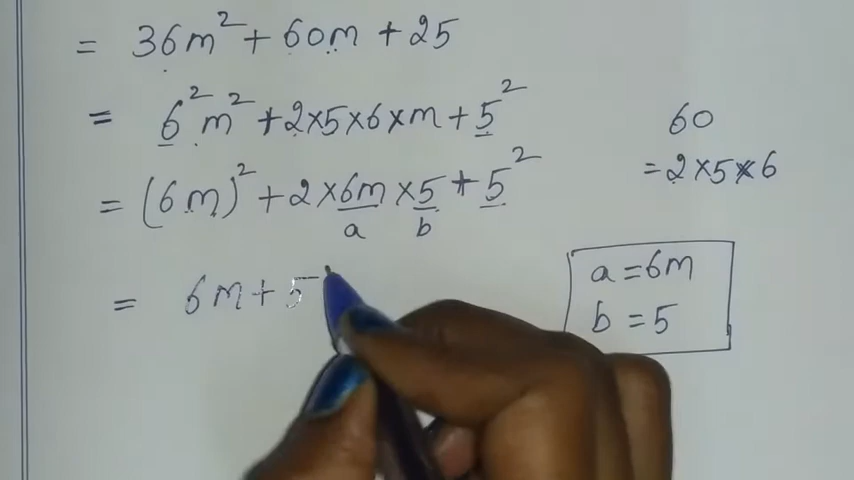 = 36m² + 60m + 25
= 6²m² + 2×5×6×m + 5²
60
= (6m)² + 2×6m×5 + 5²
= 2×5×6
a b
= 6m + 5
a = 6m
b = 5